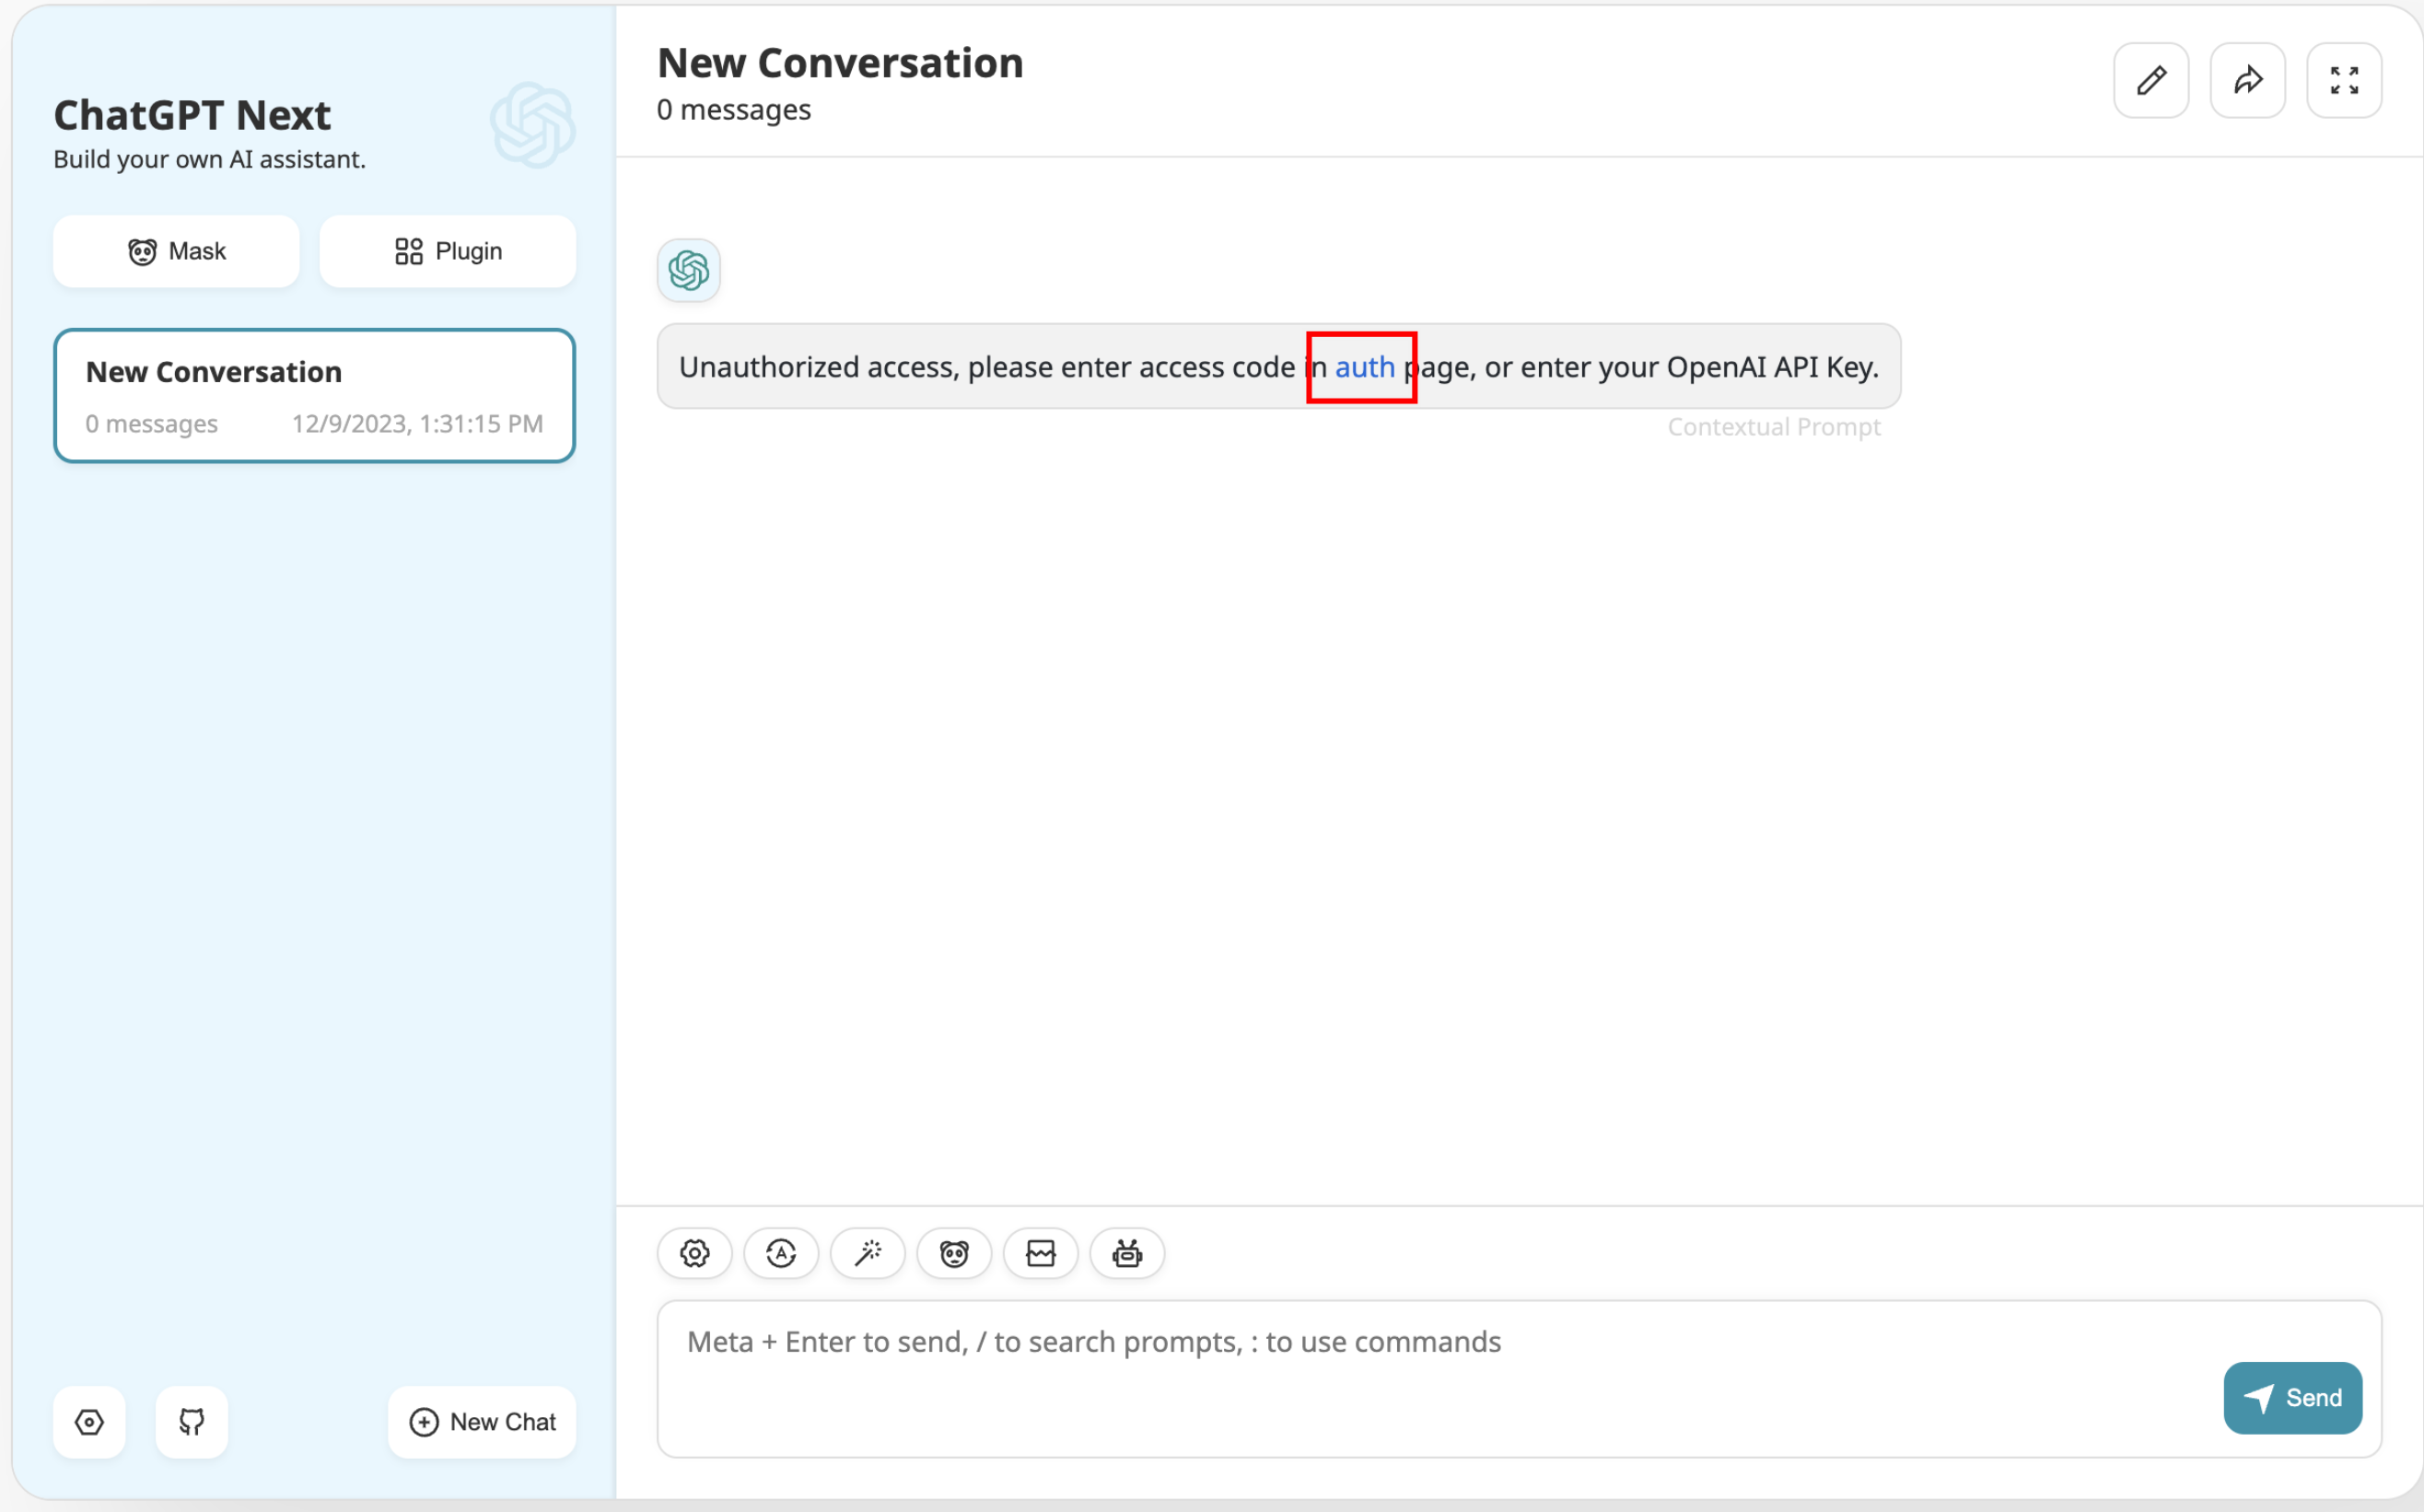 ChatGPT Next
Build your own AI assistant.
Mask
Plugin
New Conversation
0 messages 12/9/2023, 1:31:15 PM
New Chat
New Conversation
0 messages
Unauthorized access, please enter access code in auth page, or enter your OpenAI API Key.
Contextual Prompt
Meta + Enter to send, / to search prompts, : to use commands
Send